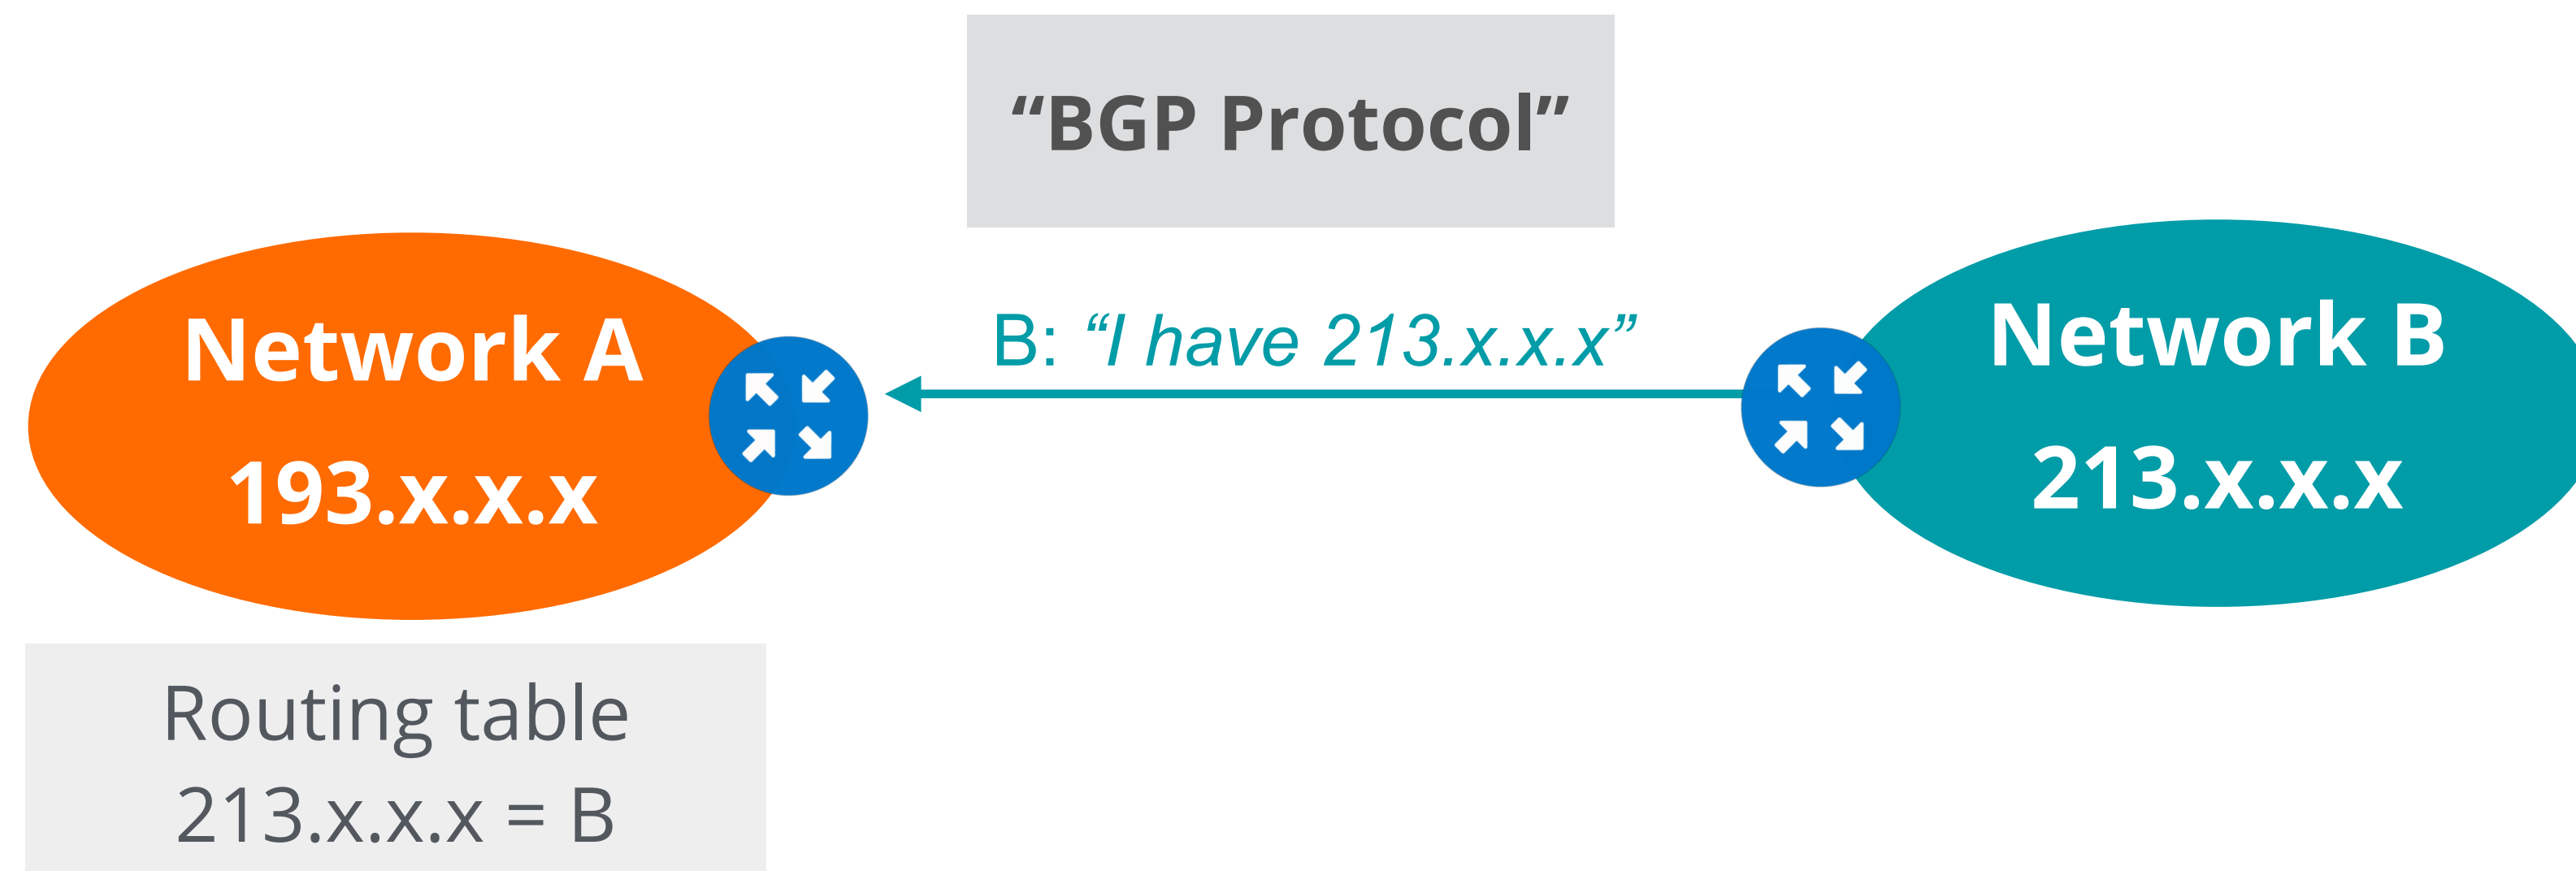 “BGP Protocol”
Network A
193.x.x.x
B: “I have 213.x.x.x”
Network B
213.x.x.x
Routing table
213.x.x.x = B